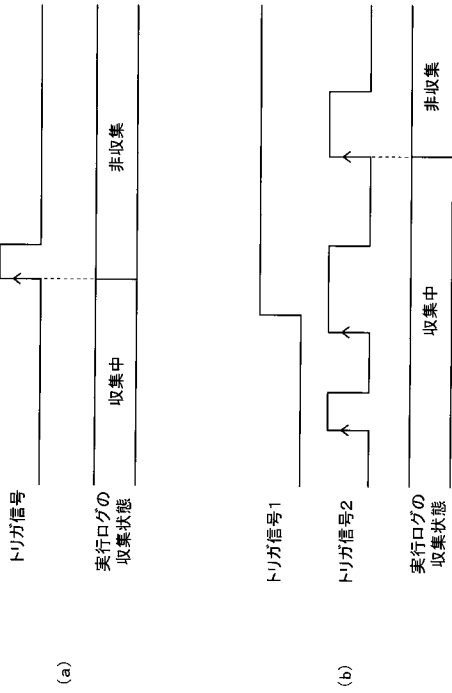 (a)
トリガ信号
実行ログの
収集状態
収集中
非収集
(b)
トリガ信号1
トリガ信号2
実行ログの
収集状態
収集中
非収集